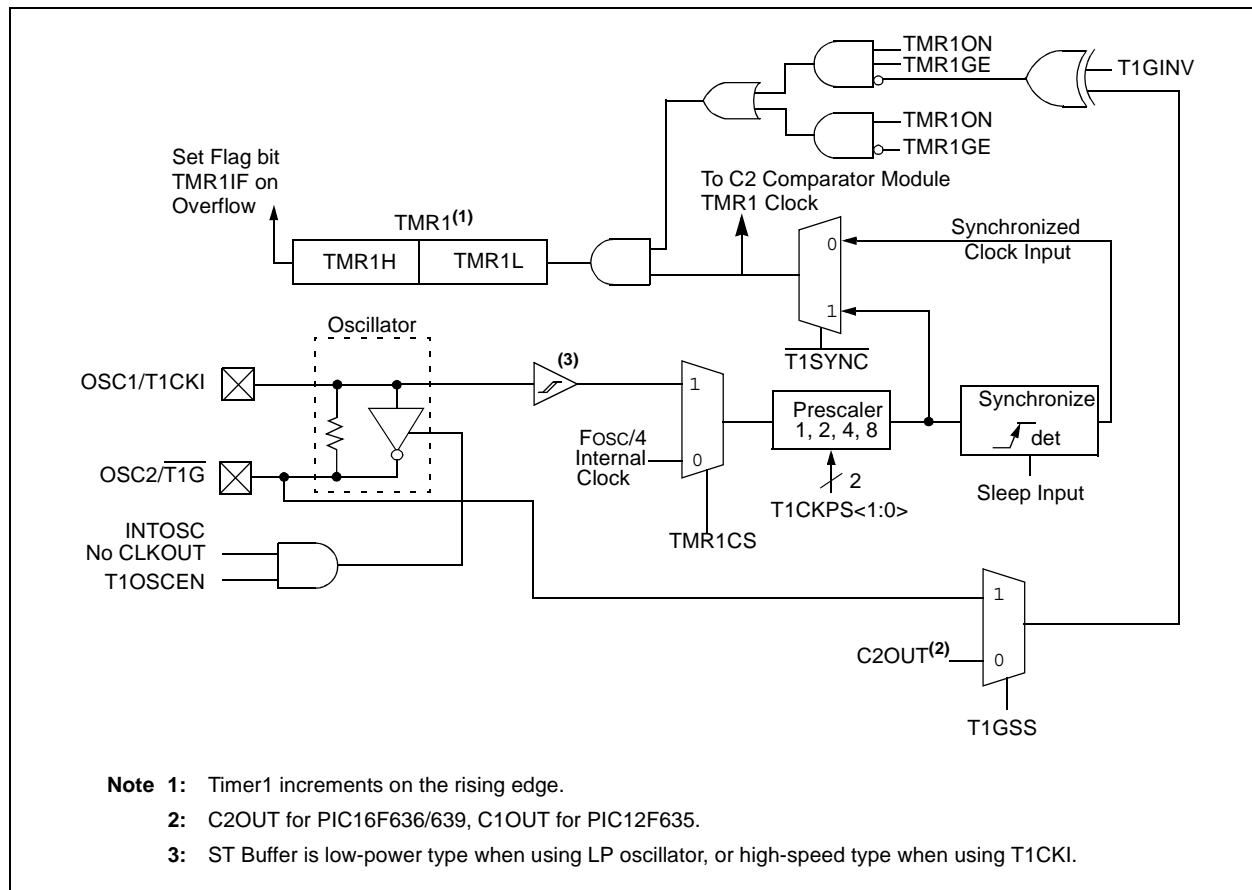 TMR1ON
TMR1GE
T1GINV
TMR1ON
TMR1GE
Set Flag bit
TMR1IF on
Overflow
To C2 Comparator Module
TMR1 Clock
TMR1(1)
TMR1H
TMR1L
0
1
Synchronized
Clock Input
T1SYNC
Oscillator
(3)
OSC1/T1CKI
OSC2/T1G
1
0
FOSC/4
Internal
Clock
TMR1CS
Prescaler
1, 2, 4, 8
2
T1CKPS<1:0>
Synchronize
det
Sleep Input
INTOSC
No CLKOUT
T1OSCEN
1
0
C2OUT(2)
T1GSS
Note 1: Timer1 increments on the rising edge.
2: C2OUT for PIC16F636/639, C1OUT for PIC12F635.
3: ST Buffer is low-power type when using LP oscillator, or high-speed type when using T1CKI.